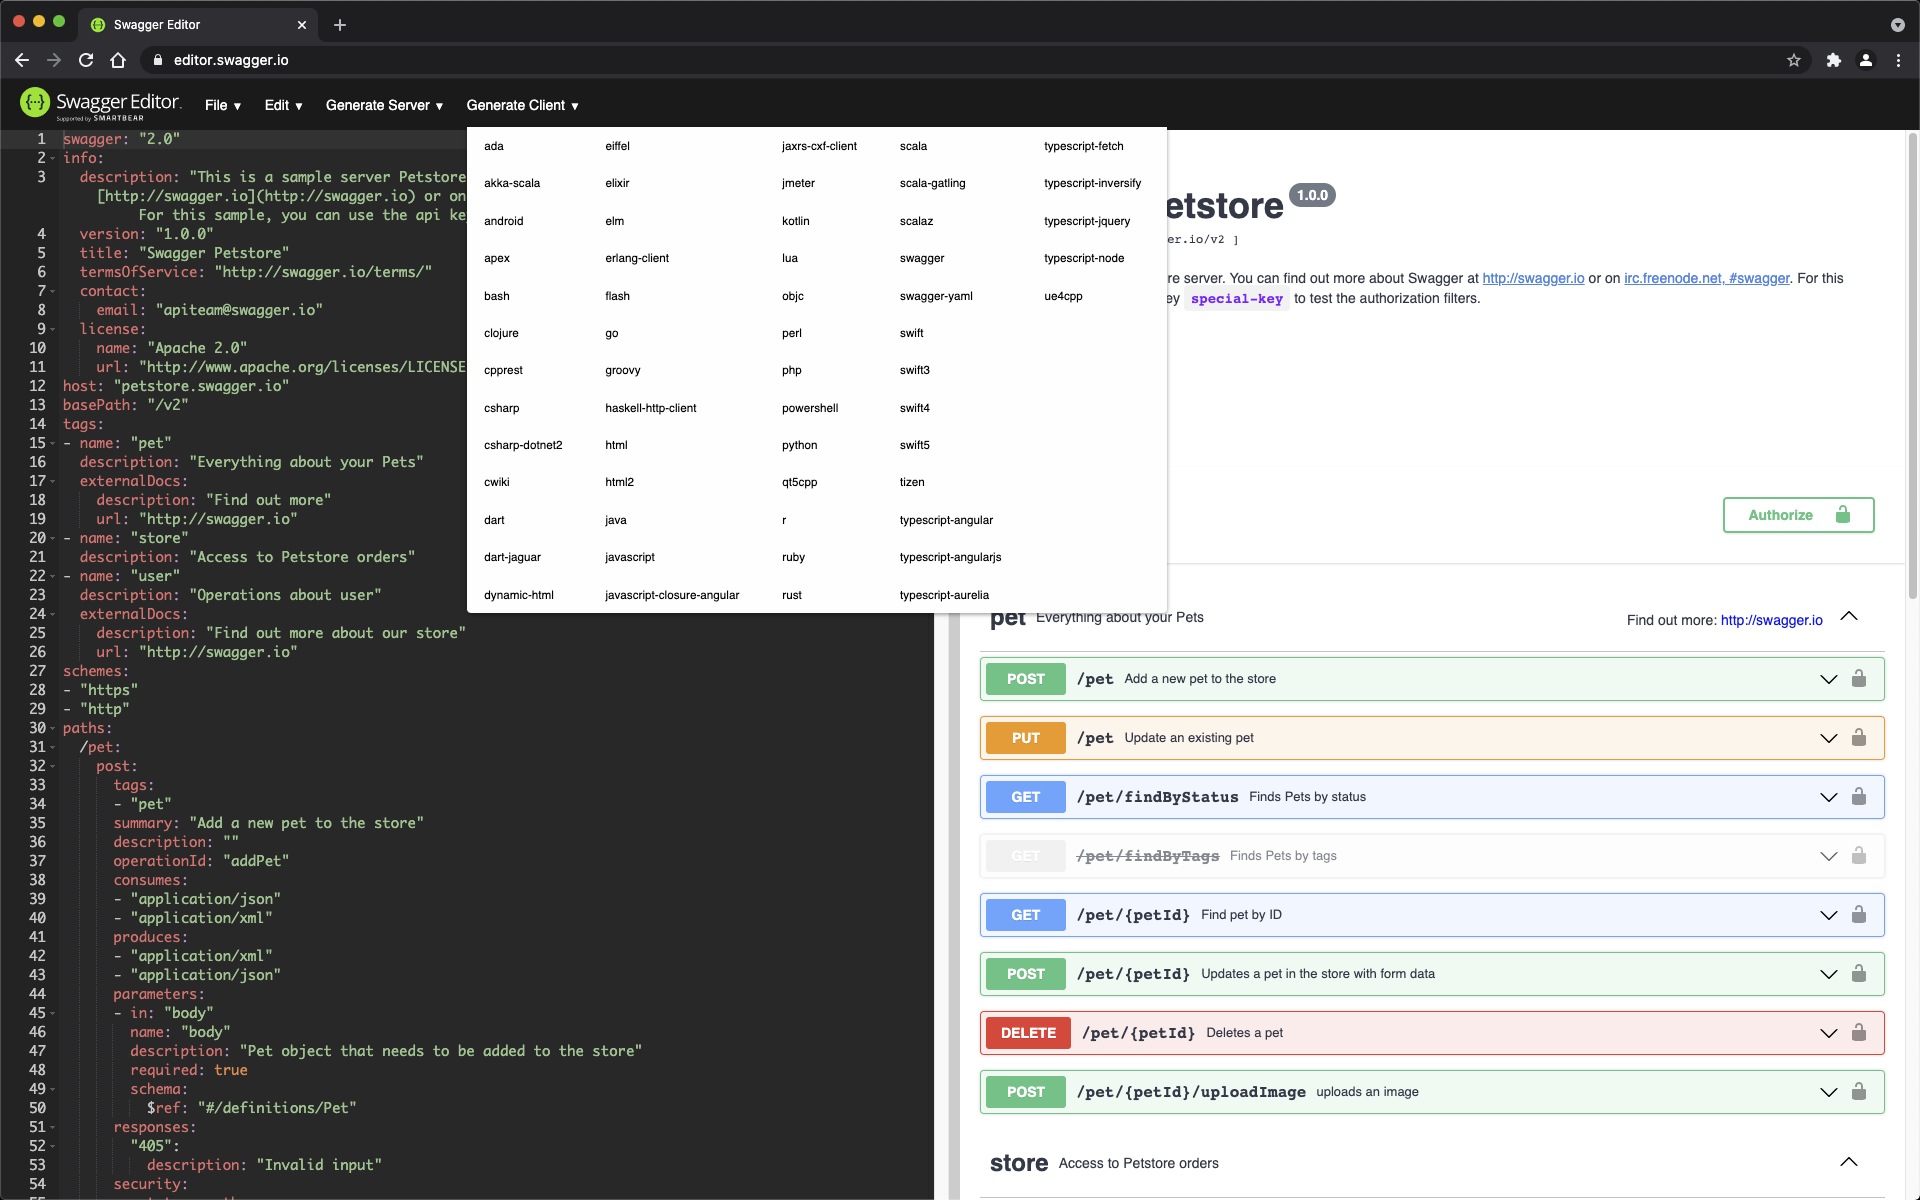 Swagger Editor
editor.swagger.io
Swagger Editor.
Supported by SMARTBEAR
File ▾
Edit ▾
Generate Server ▾
Generate Client ▾
1 swagger: "2.0"
2 info:
3 description: "This is a sample server Petstore
[http://swagger.io](http://swagger.io) or on
For this sample, you can use the api ke
4 version: "1.0.0"
5 title: "Swagger Petstore"
6 termsOfService: "http://swagger.io/terms/"
7 contact:
8 email: "apiteam@swagger.io"
9 license:
10 name: "Apache 2.0"
11 url: "http://www.apache.org/licenses/LICENSE
12 host: "petstore.swagger.io"
13 basePath: "/v2"
14 tags:
15 - name: "pet"
16 description: "Everything about your Pets"
17 externalDocs:
18 description: "Find out more"
19 url: "http://swagger.io"
20 - name: "store"
21 description: "Access to Petstore orders"
22 - name: "user"
23 description: "Operations about user"
24 externalDocs:
25 description: "Find out more about our store"
26 url: "http://swagger.io"
27 schemes:
28 - "https"
29 - "http"
30 paths:
31 /pet:
32 post:
33 tags:
34 - "pet"
35 summary: "Add a new pet to the store"
36 description: ""
37 operationId: "addPet"
38 consumes:
39 - "application/json"
40 - "application/xml"
41 produces:
42 - "application/xml"
43 - "application/json"
44 parameters:
45 - in: "body"
46 name: "body"
47 description: "Pet object that needs to be added to the store"
48 required: true
49 schema:
50 $ref: "#/definitions/Pet"
51 responses:
52 "405":
53 description: "Invalid input"
54 security:
ada
akka-scala
android
apex
bash
clojure
cpprest
csharp
csharp-dotnet2
cwiki
dart
dart-jaguar
dynamic-html
eiffel
elixir
elm
erlang-client
flash
go
groovy
haskell-http-client
html
html2
java
javascript
javascript-closure-angular
jaxrs-cxf-client
jmeter
kotlin
lua
objc
perl
php
powershell
python
qt5cpp
r
ruby
rust
scala
scala-gatling
scalaz
swagger
swagger-yaml
swift
swift3
swift4
swift5
tizen
typescript-angular
typescript-angularjs
typescript-aurelia
typescript-fetch
typescript-inversify
typescript-jquery
typescript-node
ue4cpp
etstore 1.0.0
er.io/v2 ]
re server. You can find out more about Swagger at http://swagger.io or on irc.freenode.net, #swagger. For this
ey special-key to test the authorization filters.
Authorize
pet Everything about your Pets
Find out more: http://swagger.io
POST /pet Add a new pet to the store
PUT /pet Update an existing pet
GET /pet/findByStatus Finds Pets by status
GET /pet/findByTags Finds Pets by tags
GET /pet/{petId} Find pet by ID
POST /pet/{petId} Updates a pet in the store with form data
DELETE /pet/{petId} Deletes a pet
POST /pet/{petId}/uploadImage uploads an image
store Access to Petstore orders